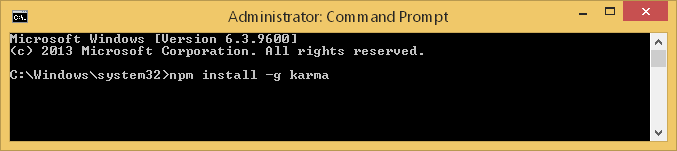 Administrator: Command Prompt
Microsoft Windows [Version 6.3.9600]
(c) 2013 Microsoft Corporation. All rights reserved.
C:\Windows\system32>npm install -g karma